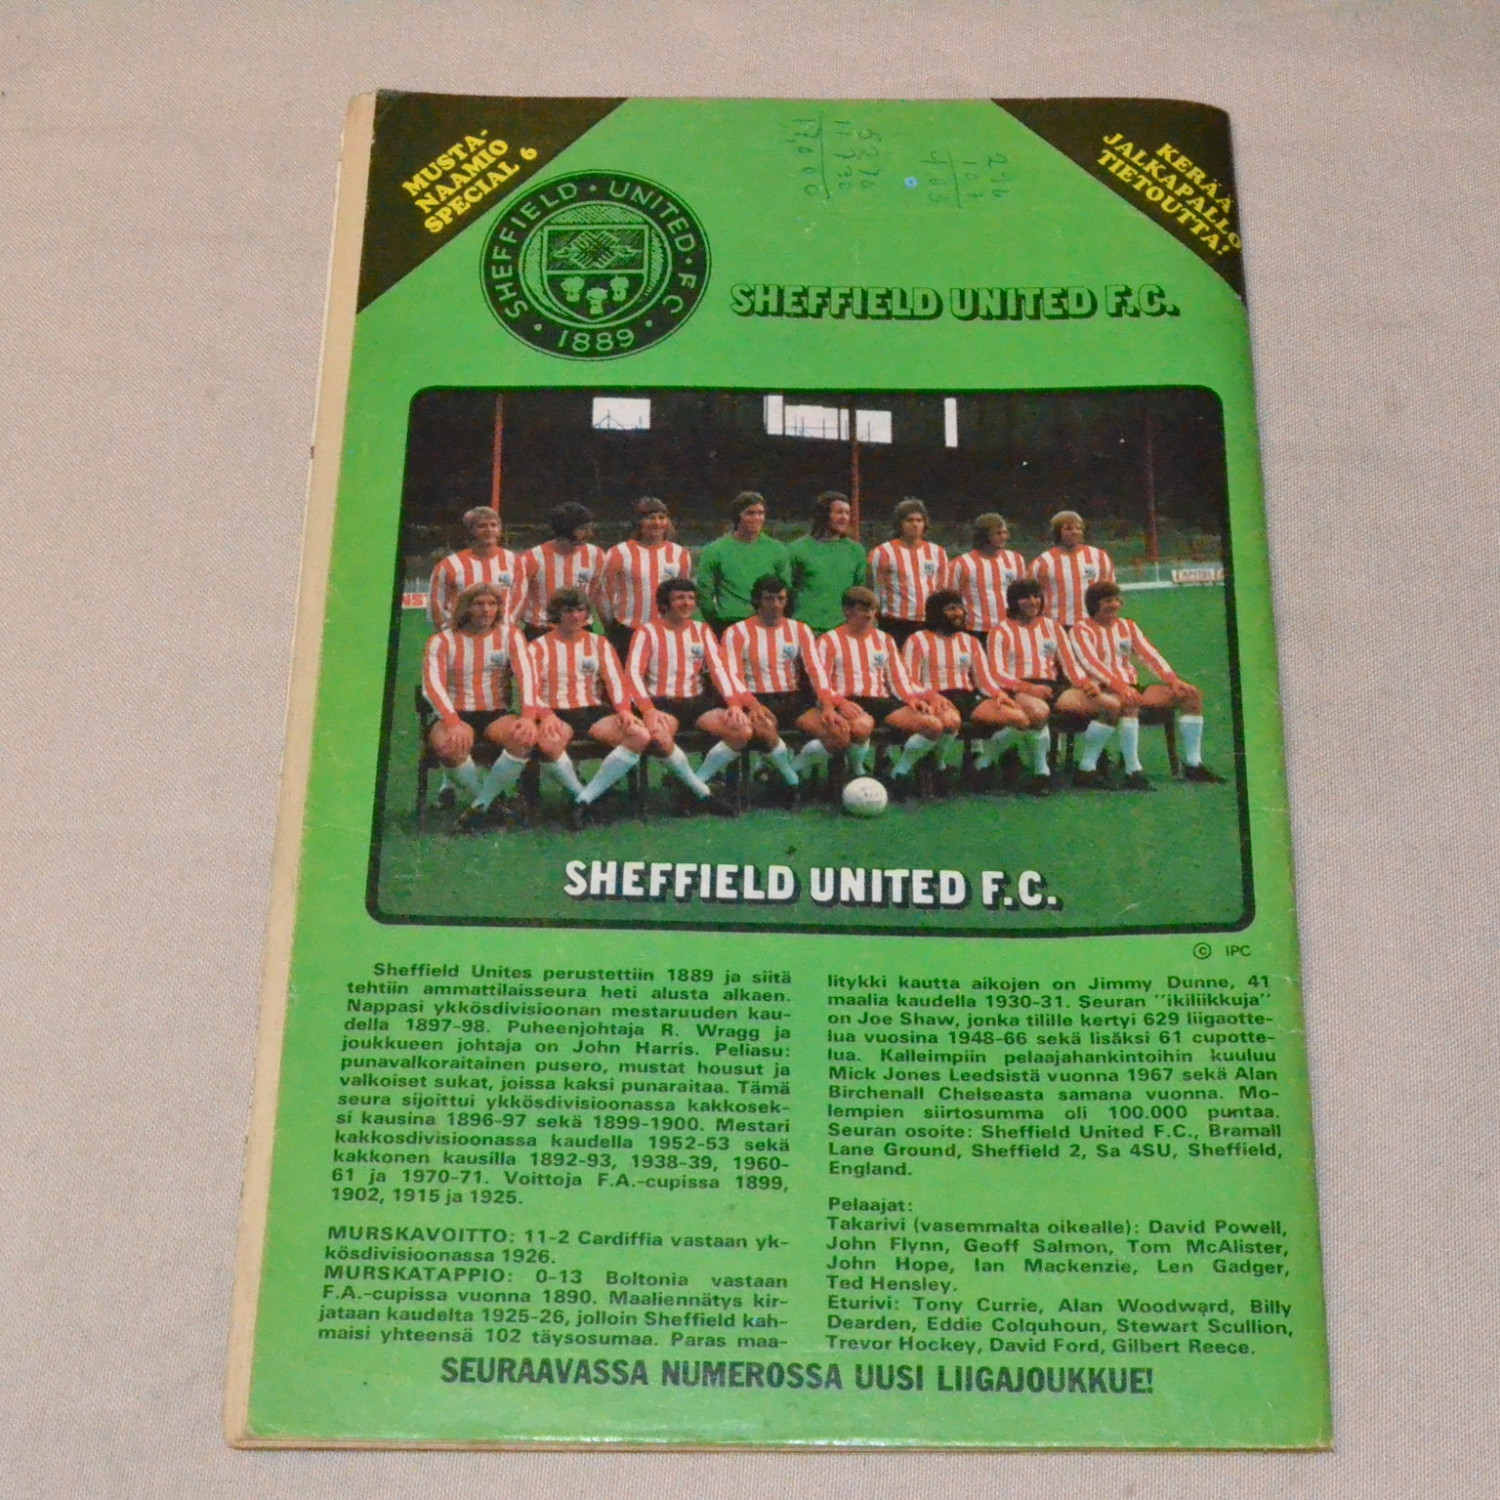 MUSTA-
NAAMIO
SPECIAL 6
KERÄÄ
JALKAPALLO
TIETOUTTA!
SHEFFIELD · UNITED · F C · 1889 ·
SHEFFIELD UNITED F.C.
SHEFFIELD UNITED F.C.
© IPC
Sheffield Unites perustettiin 1889 ja siitä
tehtiin ammattilaisseura heti alusta alkaen.
Nappasi ykkösdivisioonan mestaruuden kau-
della 1897-98. Puheenjohtaja R. Wragg ja
joukkueen johtaja on John Harris. Peliasu:
punavalkoraitainen pusero, mustat housut ja
valkoiset sukat, joissa kaksi punaraitaa. Tämä
seura sijoittui ykkösdivisioonassa kakkosek-
si kausina 1896-97 sekä 1899-1900. Mestari
kakkosdivisioonassa kaudella 1952-53 sekä
kakkonen kausilla 1892-93, 1938-39, 1960-
61 ja 1970-71. Voittoja F.A.-cupissa 1899,
1902, 1915 ja 1925.
MURSKAVOITTO: 11-2 Cardiffia vastaan yk-
kösdivisioonassa 1926.
MURSKATAPPIO: 0-13 Boltonia vastaan
F.A.-cupissa vuonna 1890. Maaliennätys kir-
jataan kaudelta 1925-26, jolloin Sheffield kah-
maisi yhteensä 102 täysosumaa. Paras maa-
litykki kautta aikojen on Jimmy Dunne, 41
maalia kaudella 1930-31. Seuran "ikiliikkuja"
on Joe Shaw, jonka tilille kertyi 629 liigaotte-
lua vuosina 1948-66 sekä lisäksi 61 cupotte-
lua. Kalleimpiin pelaajahankintoihin kuuluu
Mick Jones Leedsistä vuonna 1967 sekä Alan
Birchenall Chelseasta samana vuonna. Mo-
lempien siirtosumma oli 100.000 puntaa.
Seuran osoite: Sheffield United F.C., Bramall
Lane Ground, Sheffield 2, Sa 4SU, Sheffield,
England.
Pelaajat:
Takarivi (vasemmalta oikealle): David Powell,
John Flynn, Geoff Salmon, Tom McAlister,
John Hope, Ian Mackenzie, Len Gadger,
Ted Hensley.
Eturivi: Tony Currie, Alan Woodward, Billy
Dearden, Eddie Colquhoun, Stewart Scullion,
Trevor Hockey, David Ford, Gilbert Reece.
SEURAAVASSA NUMEROSSA UUSI LIIGAJOUKKUE!